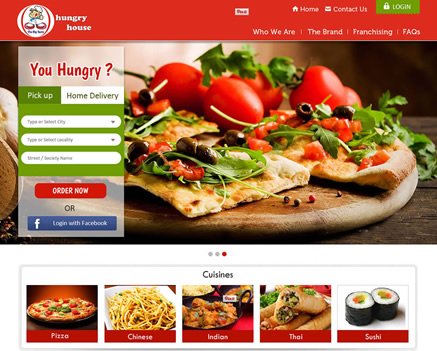 hungry
house
Pinit
Home
Contact Us
LOGIN
Who We Are | The Brand | Franchising | FAQs
You Hungry ?
Pick up
Home Delivery
Type or Select City
Type or Select Locality
Street / Society Name
ORDER NOW
OR
f Login with Facebook
Cuisines
Pinit
Pizza
Chinese
Indian
Thai
Sushi